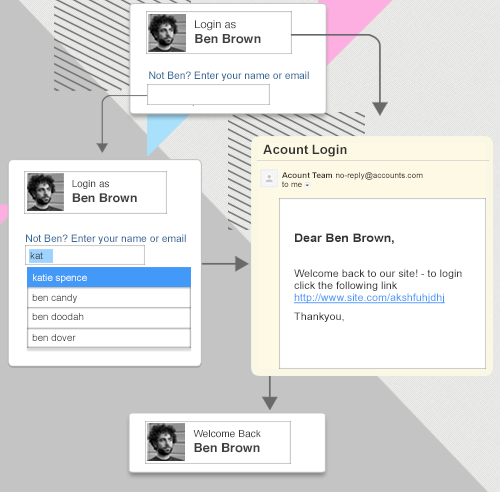 Login as
Ben Brown
Not Ben? Enter your name or email
Acount Login
Acount Team no-reply@accounts.com
to me
Login as
Ben Brown
Not Ben? Enter your name or email
kat
katie spence
ben candy
ben doodah
ben dover
Dear Ben Brown,
Welcome back to our site! - to login
click the following link
http://www.site.com/akshfuhjdhj
Thankyou,
Welcome Back
Ben Brown